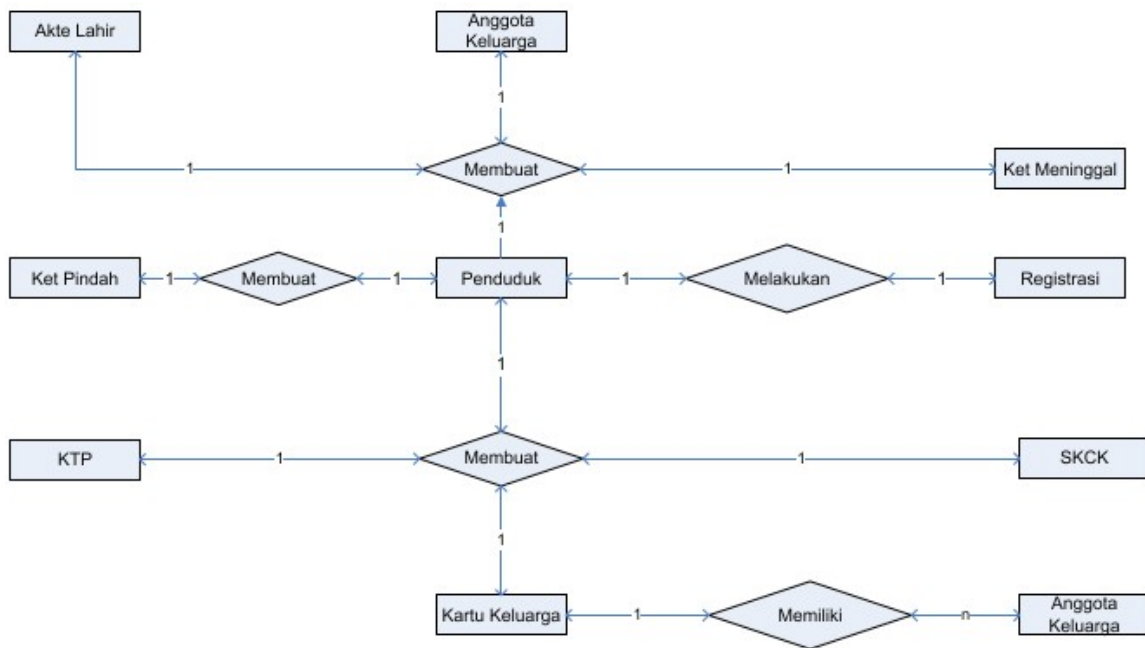 Akte Lahir
Anggota
Keluarga
1
1
Membuat
1
Ket Meninggal
1
Ket Pindah
1
Membuat
1
Penduduk
1
Melakukan
1
Registrasi
1
KTP
1
Membuat
1
SKCK
1
Kartu Keluarga
1
Memiliki
n
Anggota
Keluarga